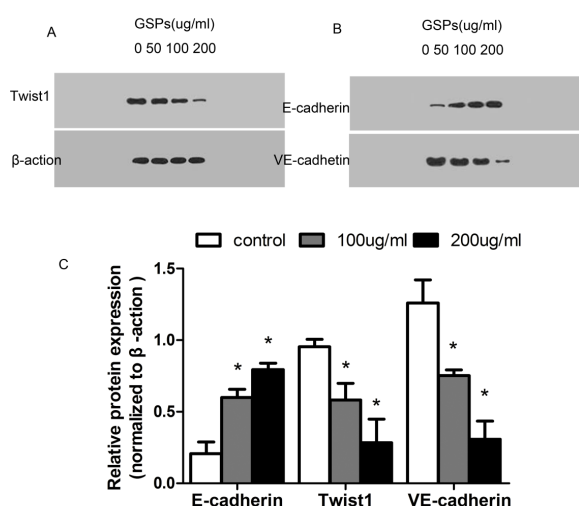 A
GSPs(ug/ml)
0 50 100 200
Twist1
β-action
B
GSPs(ug/ml)
0 50 100 200
E-cadherin
VE-cadhetin
C
control 100ug/ml 200ug/ml
Relative protein expression
(normalized to β -action)
1.5
1.0
0.5
0.0
* * * * * *
E-cadherin Twist1 VE-cadherin